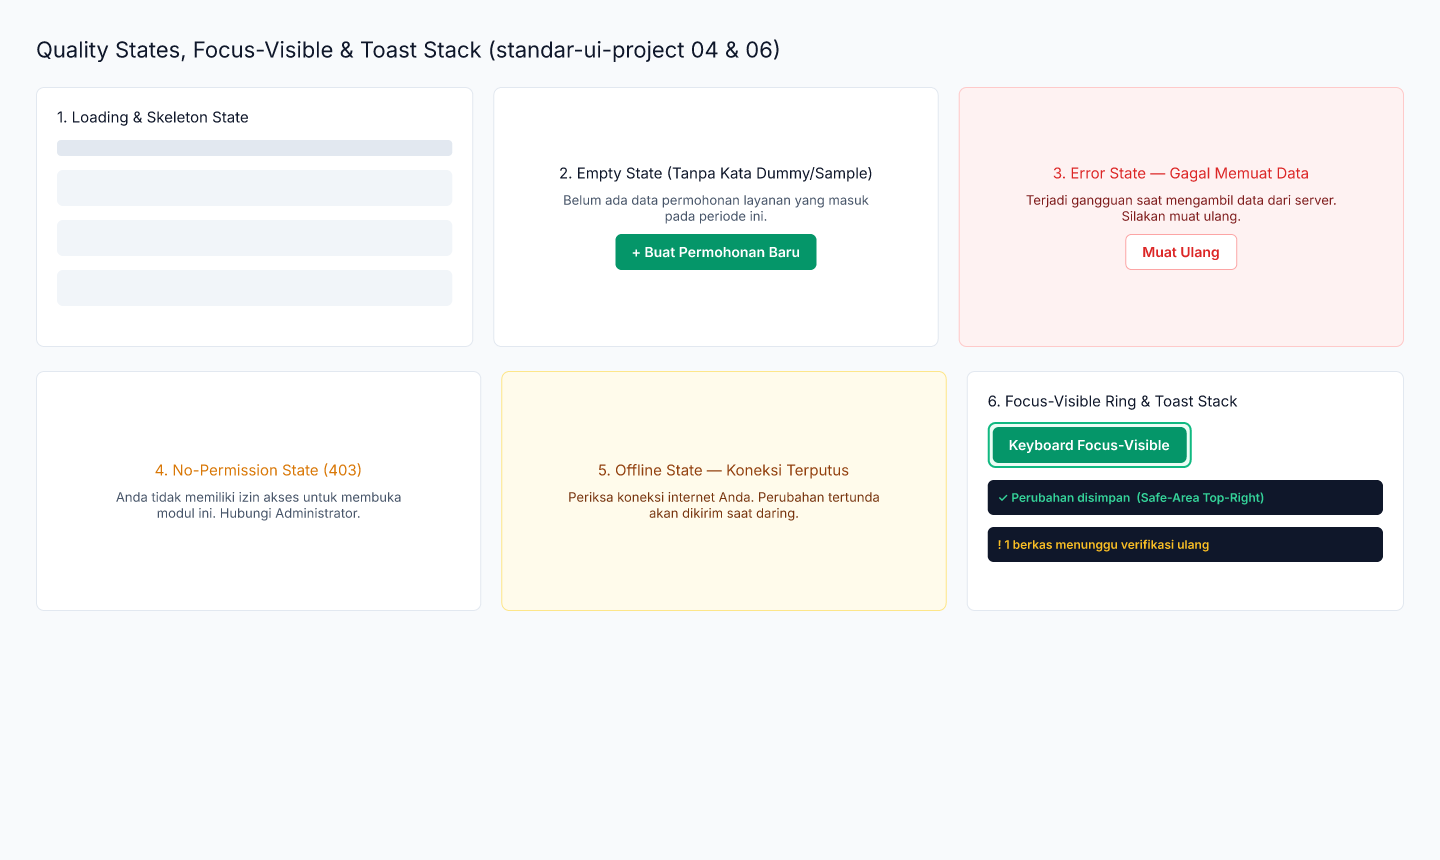 Quality States, Focus-Visible & Toast Stack (standar-ui-project 04 & 06)
1. Loading & Skeleton State
2. Empty State (Tanpa Kata Dummy/Sample)
Belum ada data permohonan layanan yang masuk
pada periode ini.
+ Buat Permohonan Baru
3. Error State — Gagal Memuat Data
Terjadi gangguan saat mengambil data dari server.
Silakan muat ulang.
Muat Ulang
4. No-Permission State (403)
Anda tidak memiliki izin akses untuk membuka
modul ini. Hubungi Administrator.
5. Offline State — Koneksi Terputus
Periksa koneksi internet Anda. Perubahan tertunda
akan dikirim saat daring.
6. Focus-Visible Ring & Toast Stack
Keyboard Focus-Visible
✓ Perubahan disimpan (Safe-Area Top-Right)
! 1 berkas menunggu verifikasi ulang